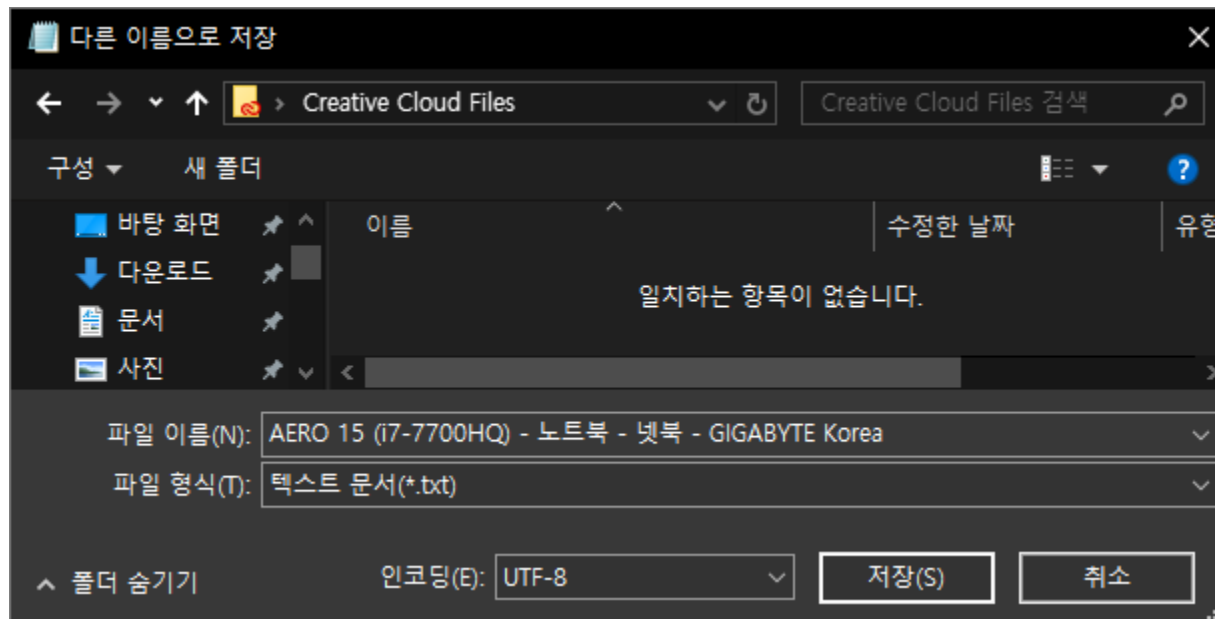 다른 이름으로 저장
Creative Cloud Files
Creative Cloud Files 검색
구성
새 폴더
바탕 화면
다운로드
문서
사진
이름
수정한 날짜
일치하는 항목이 없습니다.
파일 이름(N): AERO 15 (i7-7700HQ) - 노트북 - 넷북 - GIGABYTE Korea
파일 형식(T): 텍스트 문서(*.txt)
폴더 숨기기
인코딩(E): UTF-8
저장(S)
취소